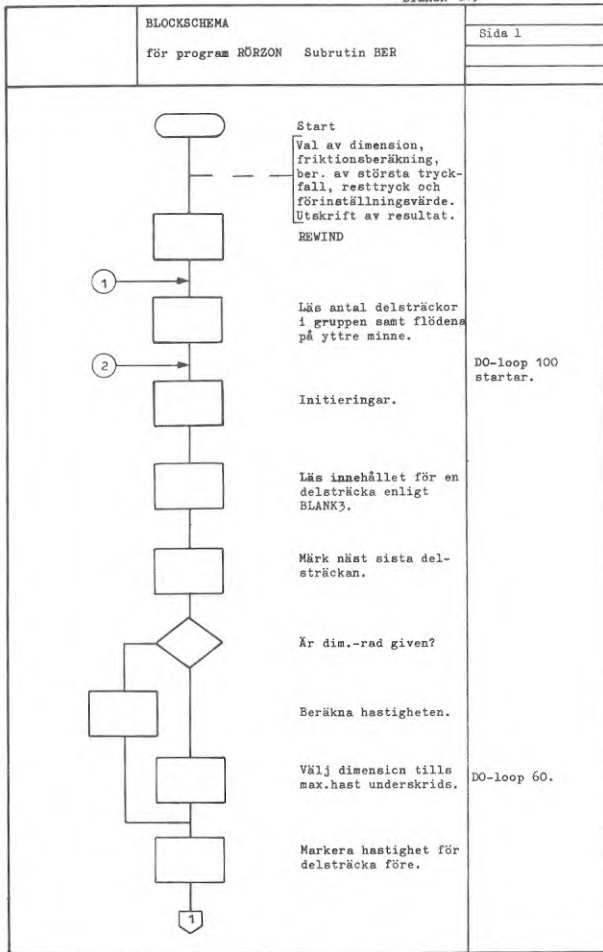 BLOCKSCHEMA
för program RÖRZON Subrutin BER
Sida 1
Start
Val av dimension,
friktionsberäkning,
ber. av största tryck-
fall, resttryck och
förinställningsvärde.
Utskrift av resultat.
REWIND
1
Läs antal delsträckor
i gruppen samt flödena
på yttre minne.
2
DO-loop 100
startar.
Initieringar.
Läs innehållet för en
delsträcka enligt
BLANK3.
Märk näst sista del-
sträckan.
Är dim.-rad given?
Beräkna hastigheten.
Välj dimension tills
max.hast underskrids.
DO-loop 60.
Markera hastighet för
delsträcka före.
1